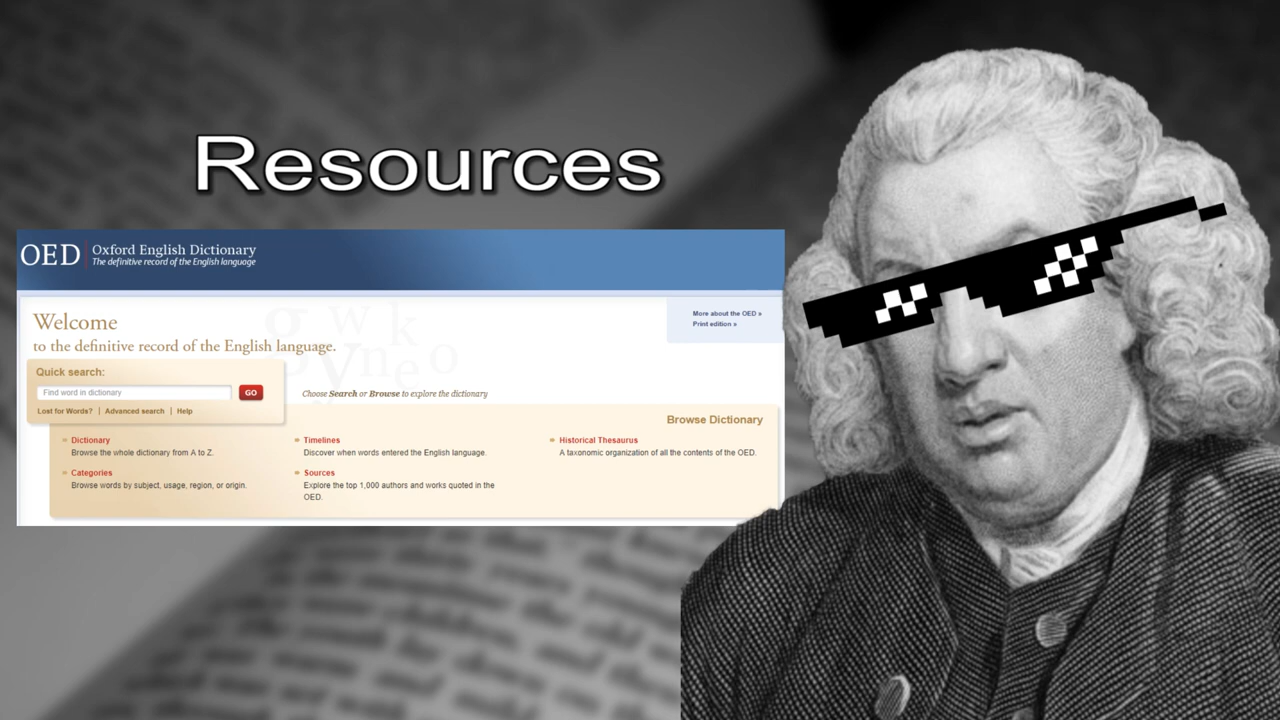 Resources
OED
Oxford English Dictionary
The definitive record of the English language
More about the OED »
Print edition »
Welcome
to the definitive record of the English language.
Quick search:
Find word in dictionary
GO
Lost for Words? | Advanced search | Help
Choose Search or Browse to explore the dictionary
Browse Dictionary
Dictionary
Browse the whole dictionary from A to Z.
Timelines
Discover when words entered the English language.
Historical Thesaurus
A taxonomic organization of all the contents of the OED.
Categories
Browse words by subject, usage, region, or origin.
Sources
Explore the top 1,000 authors and works quoted in the
OED.